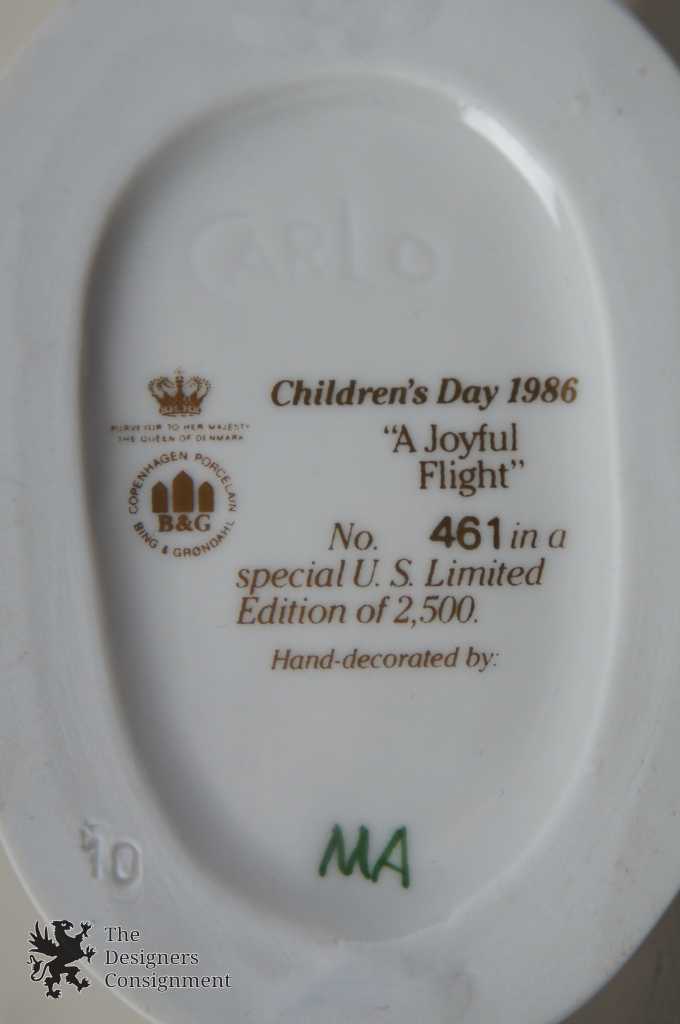 CARLO
Children's Day 1986
PURVEYOR TO HER MAJESTY
THE QUEEN OF DENMARK
"A Joyful
Flight"
COPENHAGEN PORCELAIN
B&G
BING & GRØNDAHL
No. 461 in a
special U. S. Limited
Edition of 2,500.
Hand-decorated by:
MA
10
The
Designers
Consignment